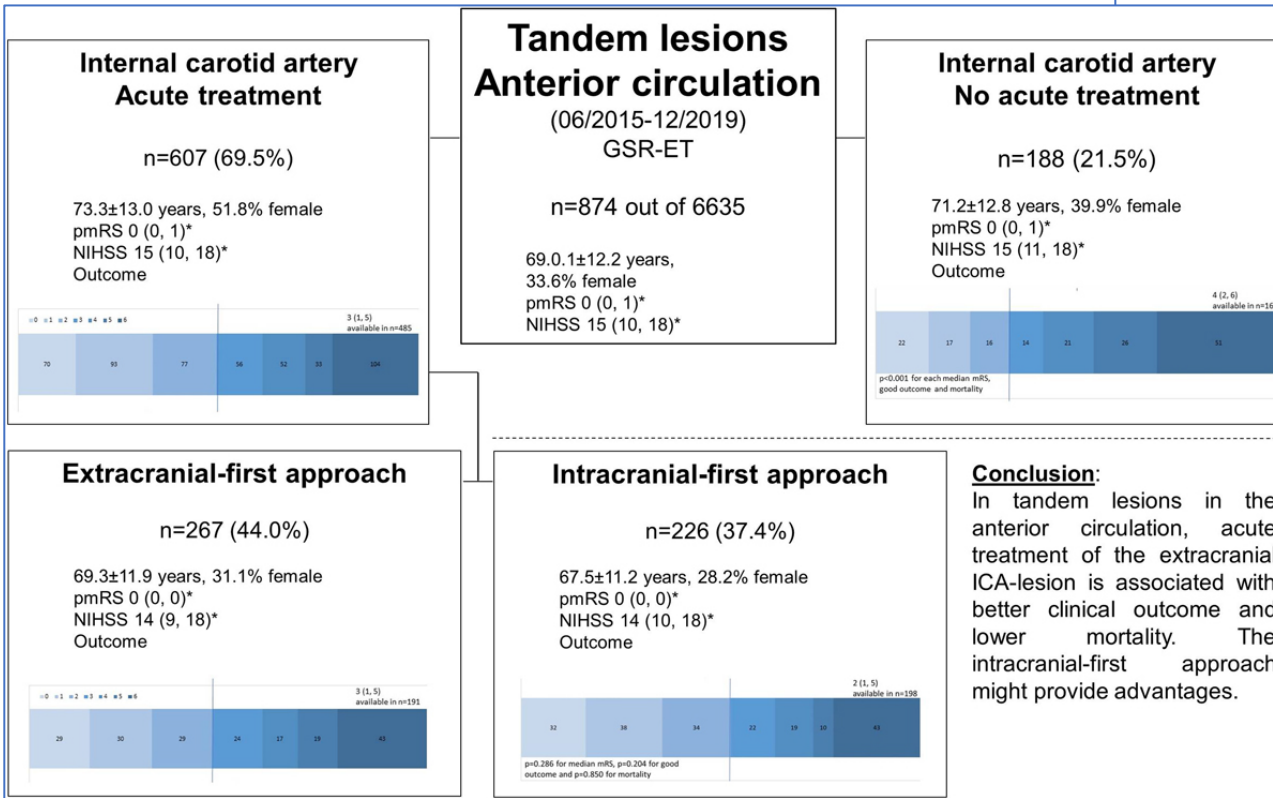 Tandem lesions
Anterior circulation
(06/2015-12/2019)
GSR-ET
n=874 out of 6635
69.0.1±12.2 years,
33.6% female
pmRS 0 (0, 1)*
NIHSS 15 (10, 18)*
Internal carotid artery
Acute treatment
n=607 (69.5%)
73.3±13.0 years, 51.8% female
pmRS 0 (0, 1)*
NIHSS 15 (10, 18)*
Outcome
0 1 2 3 4 5 6
3 (1, 5)
available in n=485
70 93 77 56 52 33 104
Internal carotid artery
No acute treatment
n=188 (21.5%)
71.2±12.8 years, 39.9% female
pmRS 0 (0, 1)*
NIHSS 15 (11, 18)*
Outcome
4 (2, 6)
available in n=16
22 17 16 14 21 26 51
p<0.001 for each median mRS,
good outcome and mortality
Extracranial-first approach
n=267 (44.0%)
69.3±11.9 years, 31.1% female
pmRS 0 (0, 0)*
NIHSS 14 (9, 18)*
Outcome
0 1 2 3 4 5 6
3 (1, 5)
available in n=191
29 30 29 24 17 19 43
Intracranial-first approach
n=226 (37.4%)
67.5±11.2 years, 28.2% female
pmRS 0 (0, 0)*
NIHSS 14 (10, 18)*
Outcome
2 (1, 5)
available in n=198
32 38 34 22 19 10 43
p=0.286 for median mRS, p=0.204 for good
outcome and p=0.850 for mortality
Conclusion:
In tandem lesions in the
anterior circulation, acute
treatment of the extracranial
ICA-lesion is associated with
better clinical outcome and
lower mortality. The
intracranial-first approach
might provide advantages.